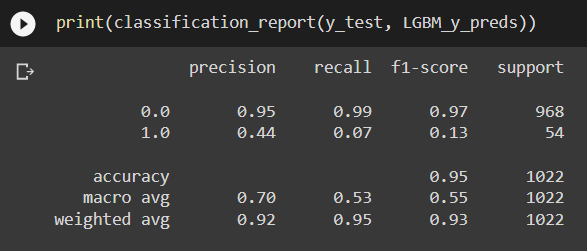 print(classification_report(y_test, LGBM_y_preds))
precision recall f1-score support
0.0 0.95 0.99 0.97 968
1.0 0.44 0.07 0.13 54
accuracy 0.95 1022
macro avg 0.70 0.53 0.55 1022
weighted avg 0.92 0.95 0.93 1022